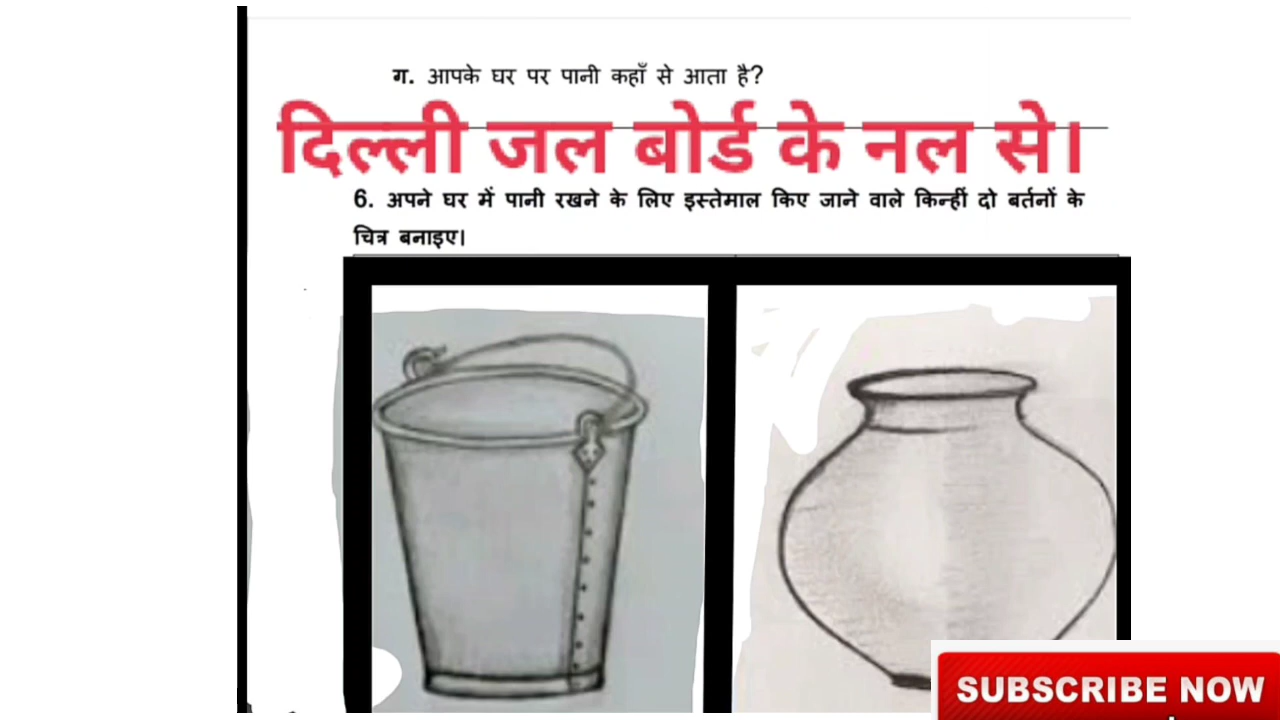 ग. आपके घर पर पानी कहाँ से आता है?
दिल्ली जल बोर्ड के नल से।
6. अपने घर में पानी रखने के लिए इस्तेमाल किए जाने वाले किन्हीं दो बर्तनों के
चित्र बनाइए।
SUBSCRIBE NOW